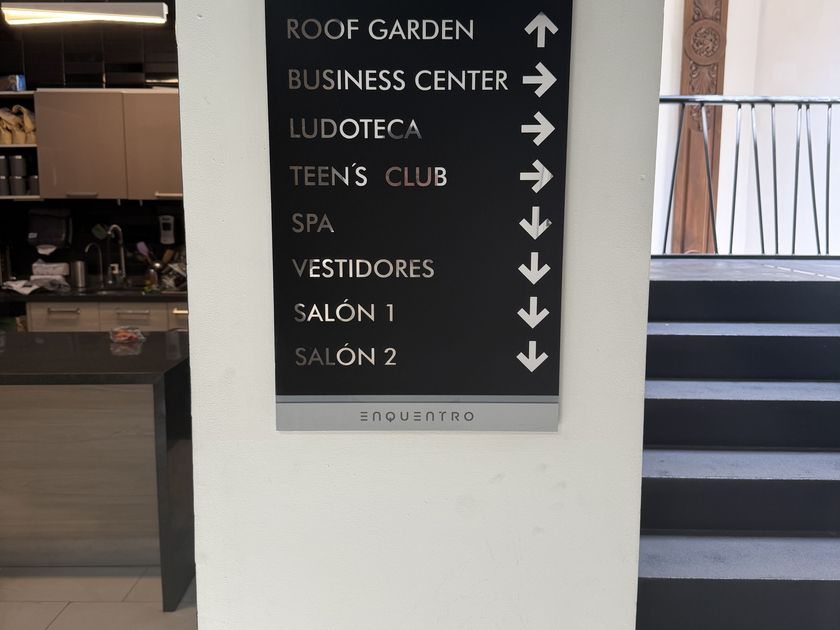 ROOF GARDEN ↑
BUSINESS CENTER →
LUDOTECA →
TEEN´S CLUB →
SPA ↓
VESTIDORES ↓
SALÓN 1 ↓
SALÓN 2 ↓
ENQUENTRO